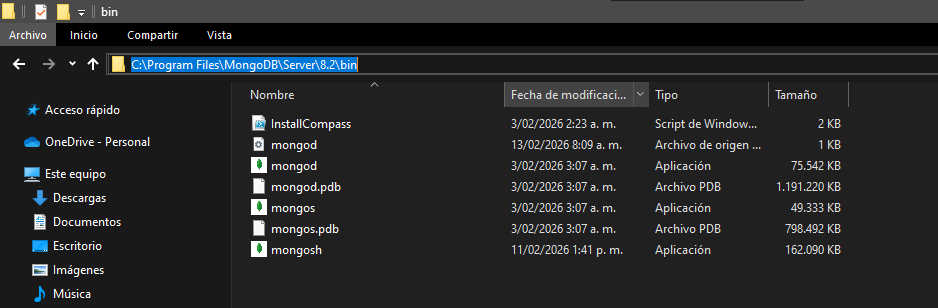 bin
Archivo Inicio Compartir Vista
C:\Program Files\MongoDB\Server\8.2\bin
Nombre Fecha de modificaci... Tipo Tamaño
Acceso rápido
OneDrive - Personal
Este equipo
Descargas
Documentos
Escritorio
Imágenes
Música
InstallCompass 3/02/2026 2:23 a. m. Script de Window... 2 KB
mongod 13/02/2026 8:09 a. m. Archivo de origen ... 1 KB
mongod 3/02/2026 3:07 a. m. Aplicación 75.542 KB
mongod.pdb 3/02/2026 3:07 a. m. Archivo PDB 1.191.220 KB
mongos 3/02/2026 3:07 a. m. Aplicación 49.333 KB
mongos.pdb 3/02/2026 3:07 a. m. Archivo PDB 798.492 KB
mongosh 11/02/2026 1:41 p. m. Aplicación 162.090 KB